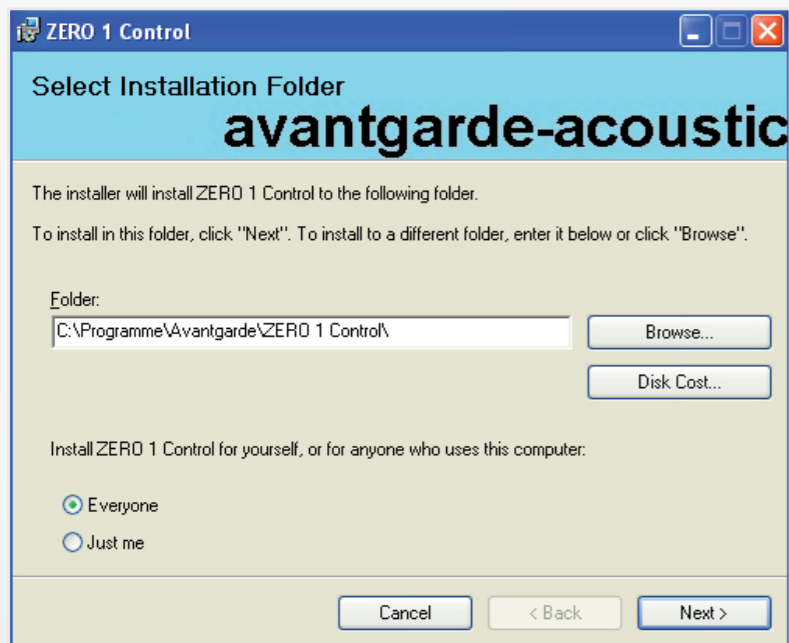 ZERO 1 Control
Select Installation Folder
avantgarde-acoustic
The installer will install ZERO 1 Control to the following folder.
To install in this folder, click "Next". To install to a different folder, enter it below or click "Browse".
Folder:
C:\Programme\Avantgarde\ZERO 1 Control\
Browse...
Disk Cost...
Install ZERO 1 Control for yourself, or for anyone who uses this computer:
Everyone
Just me
Cancel
< Back
Next >